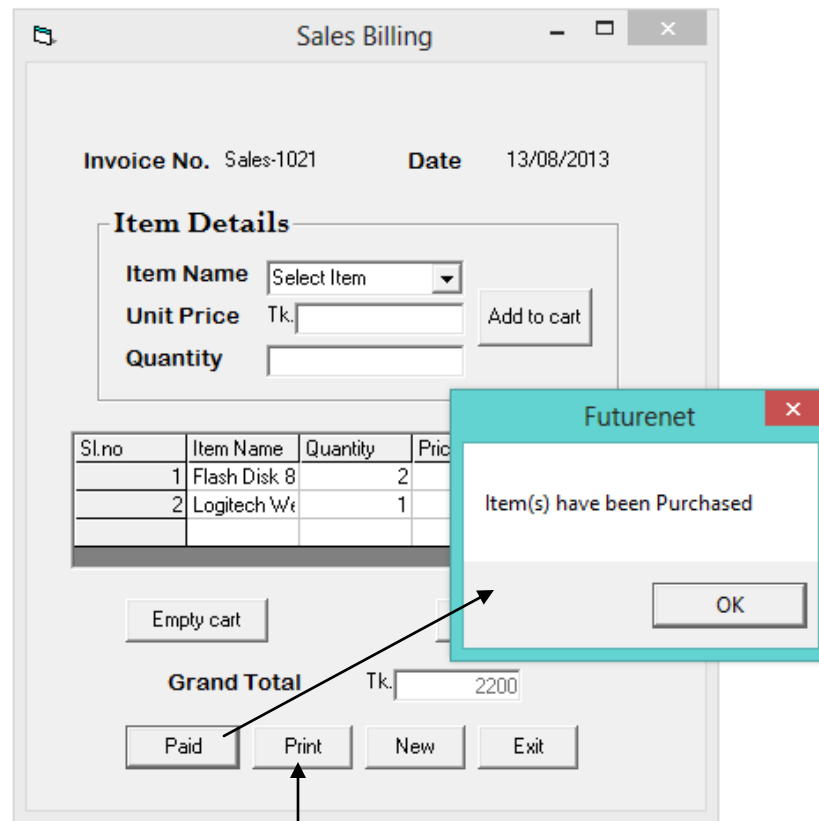 Sales Billing
Invoice No. Sales-1021 Date 13/08/2013
Item Details
Item Name Select Item
Unit Price Tk.
Add to cart
Quantity
Futurenet
Item(s) have been Purchased
OK
Sl.no Item Name Quantity Pric
1 Flash Disk 8 2
2 Logitech We 1
Empty cart
Grand Total Tk. 2200
Paid Print New Exit